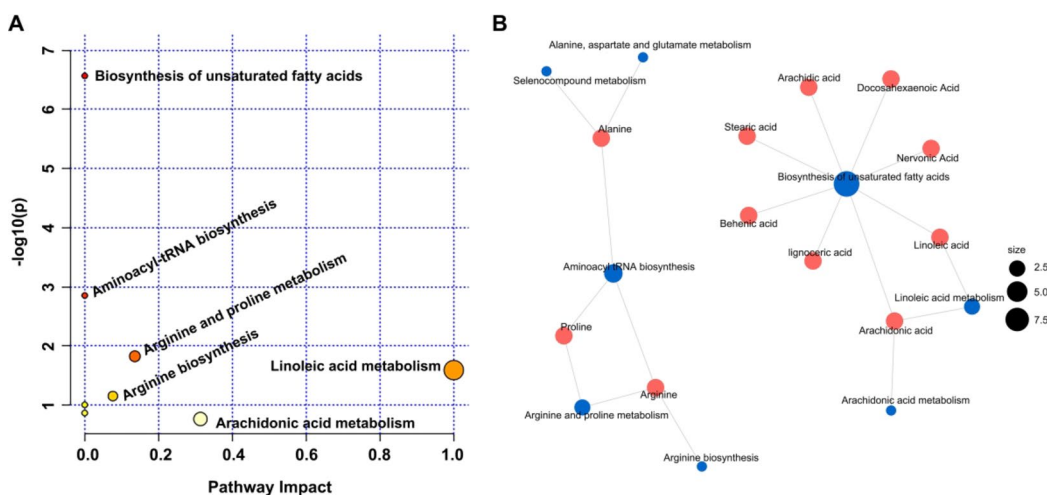 A
7
6
5
4
3
2
1
-log10(p)
Biosynthesis of unsaturated fatty acids
Aminoacyl-tRNA biosynthesis
Arginine and proline metabolism
Arginine biosynthesis
Linoleic acid metabolism
Arachidonic acid metabolism
0.0 0.2 0.4 0.6 0.8 1.0
Pathway Impact
B
Alanine, aspartate and glutamate metabolism
Selenocompound metabolism
Alanine
Aminoacyl-tRNA biosynthesis
Proline
Arginine
Arginine and proline metabolism
Arginine biosynthesis
Arachidic acid
Docosahexaenoic Acid
Stearic acid
Nervonic Acid
Biosynthesis of unsaturated fatty acids
Behenic acid
Linoleic acid
lignoceric acid
Linoleic acid metabolism
Arachidonic acid
Arachidonic acid metabolism
size
2.5
5.0
7.5